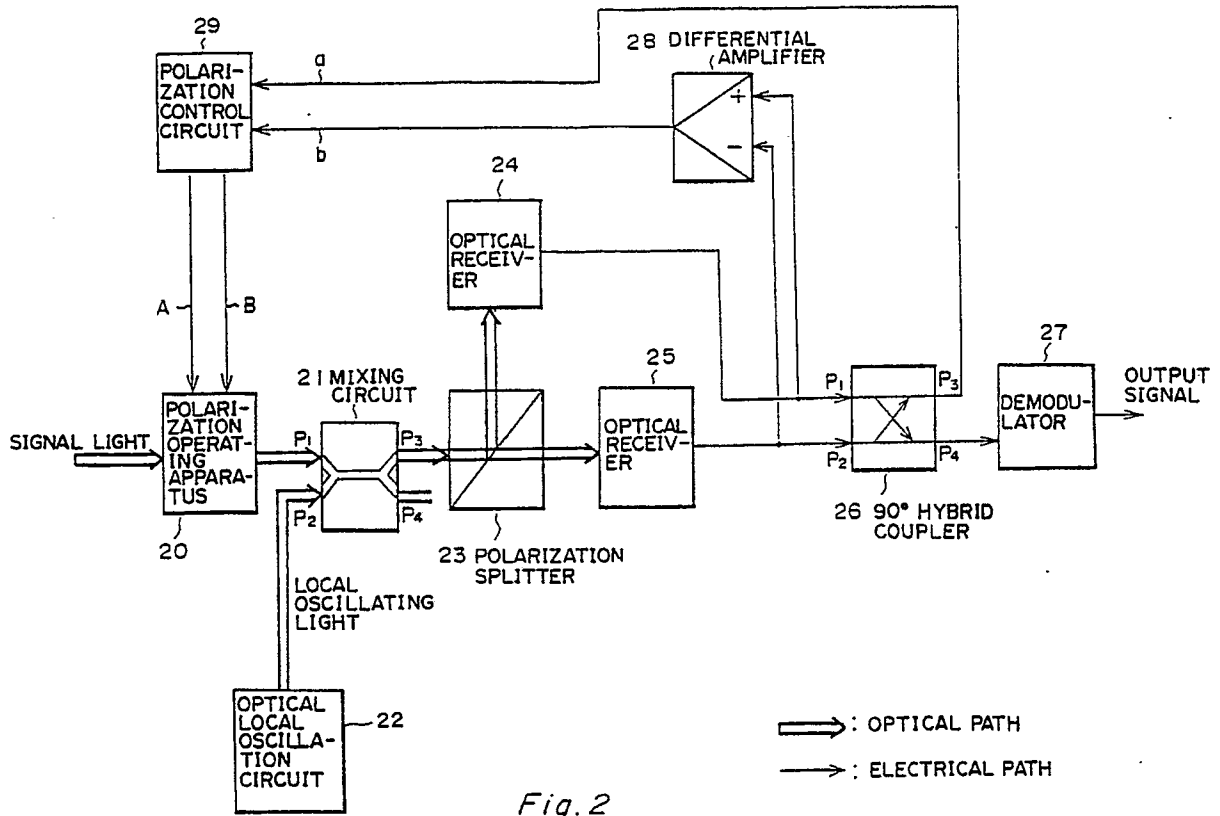 29
POLARI-
ZATION
CONTROL
CIRCUIT
a
b
28 DIFFERENTIAL
AMPLIFIER
+
−
24
OPTICAL
RECEIV-
ER
A
B
SIGNAL LIGHT
POLARI-
ZATION
OPERAT-
ING
APPARA-
TUS
20
21 MIXING
CIRCUIT
P1
P2
P3
P4
23 POLARIZATION
SPLITTER
25
OPTICAL
RECEIV-
ER
P1
P2
P3
P4
26 90° HYBRID
COUPLER
27
DEMODU-
LATOR
OUTPUT
SIGNAL
LOCAL
OSCILLATING
LIGHT
OPTICAL
LOCAL
OSCILLA-
TION
CIRCUIT
22
: OPTICAL PATH
: ELECTRICAL PATH
Fig. 2